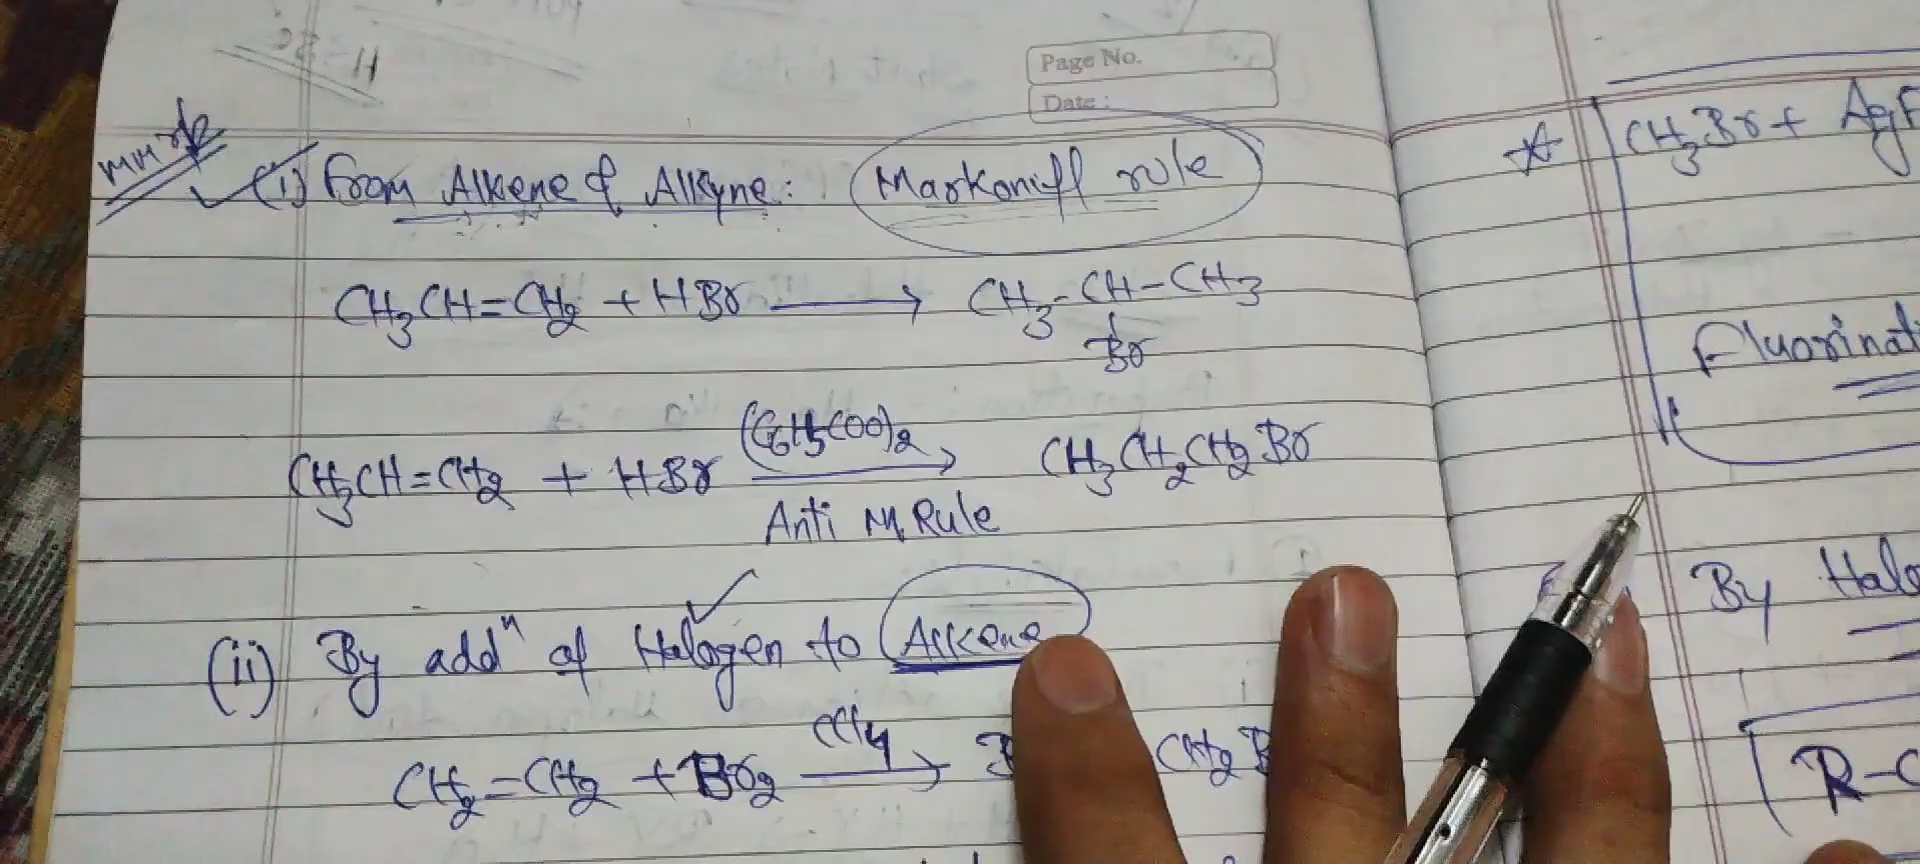 Page No.
Date :
(i) From Alkene & Alkyne: Markoniff rule
CH3CH=CH2 + HBr ⟶ CH3-CH-CH3
Br
(C6H5COO)2
CH3CH=CH2 + HBr ⟶ CH3CH2CH2Br
Anti M. Rule
(ii) By addn of Halogen to Alkene
CCl4
CH2=CH2 + Br2 ⟶ CH2
CH3Br + AgF
Fluorinat
By Halo
R-C